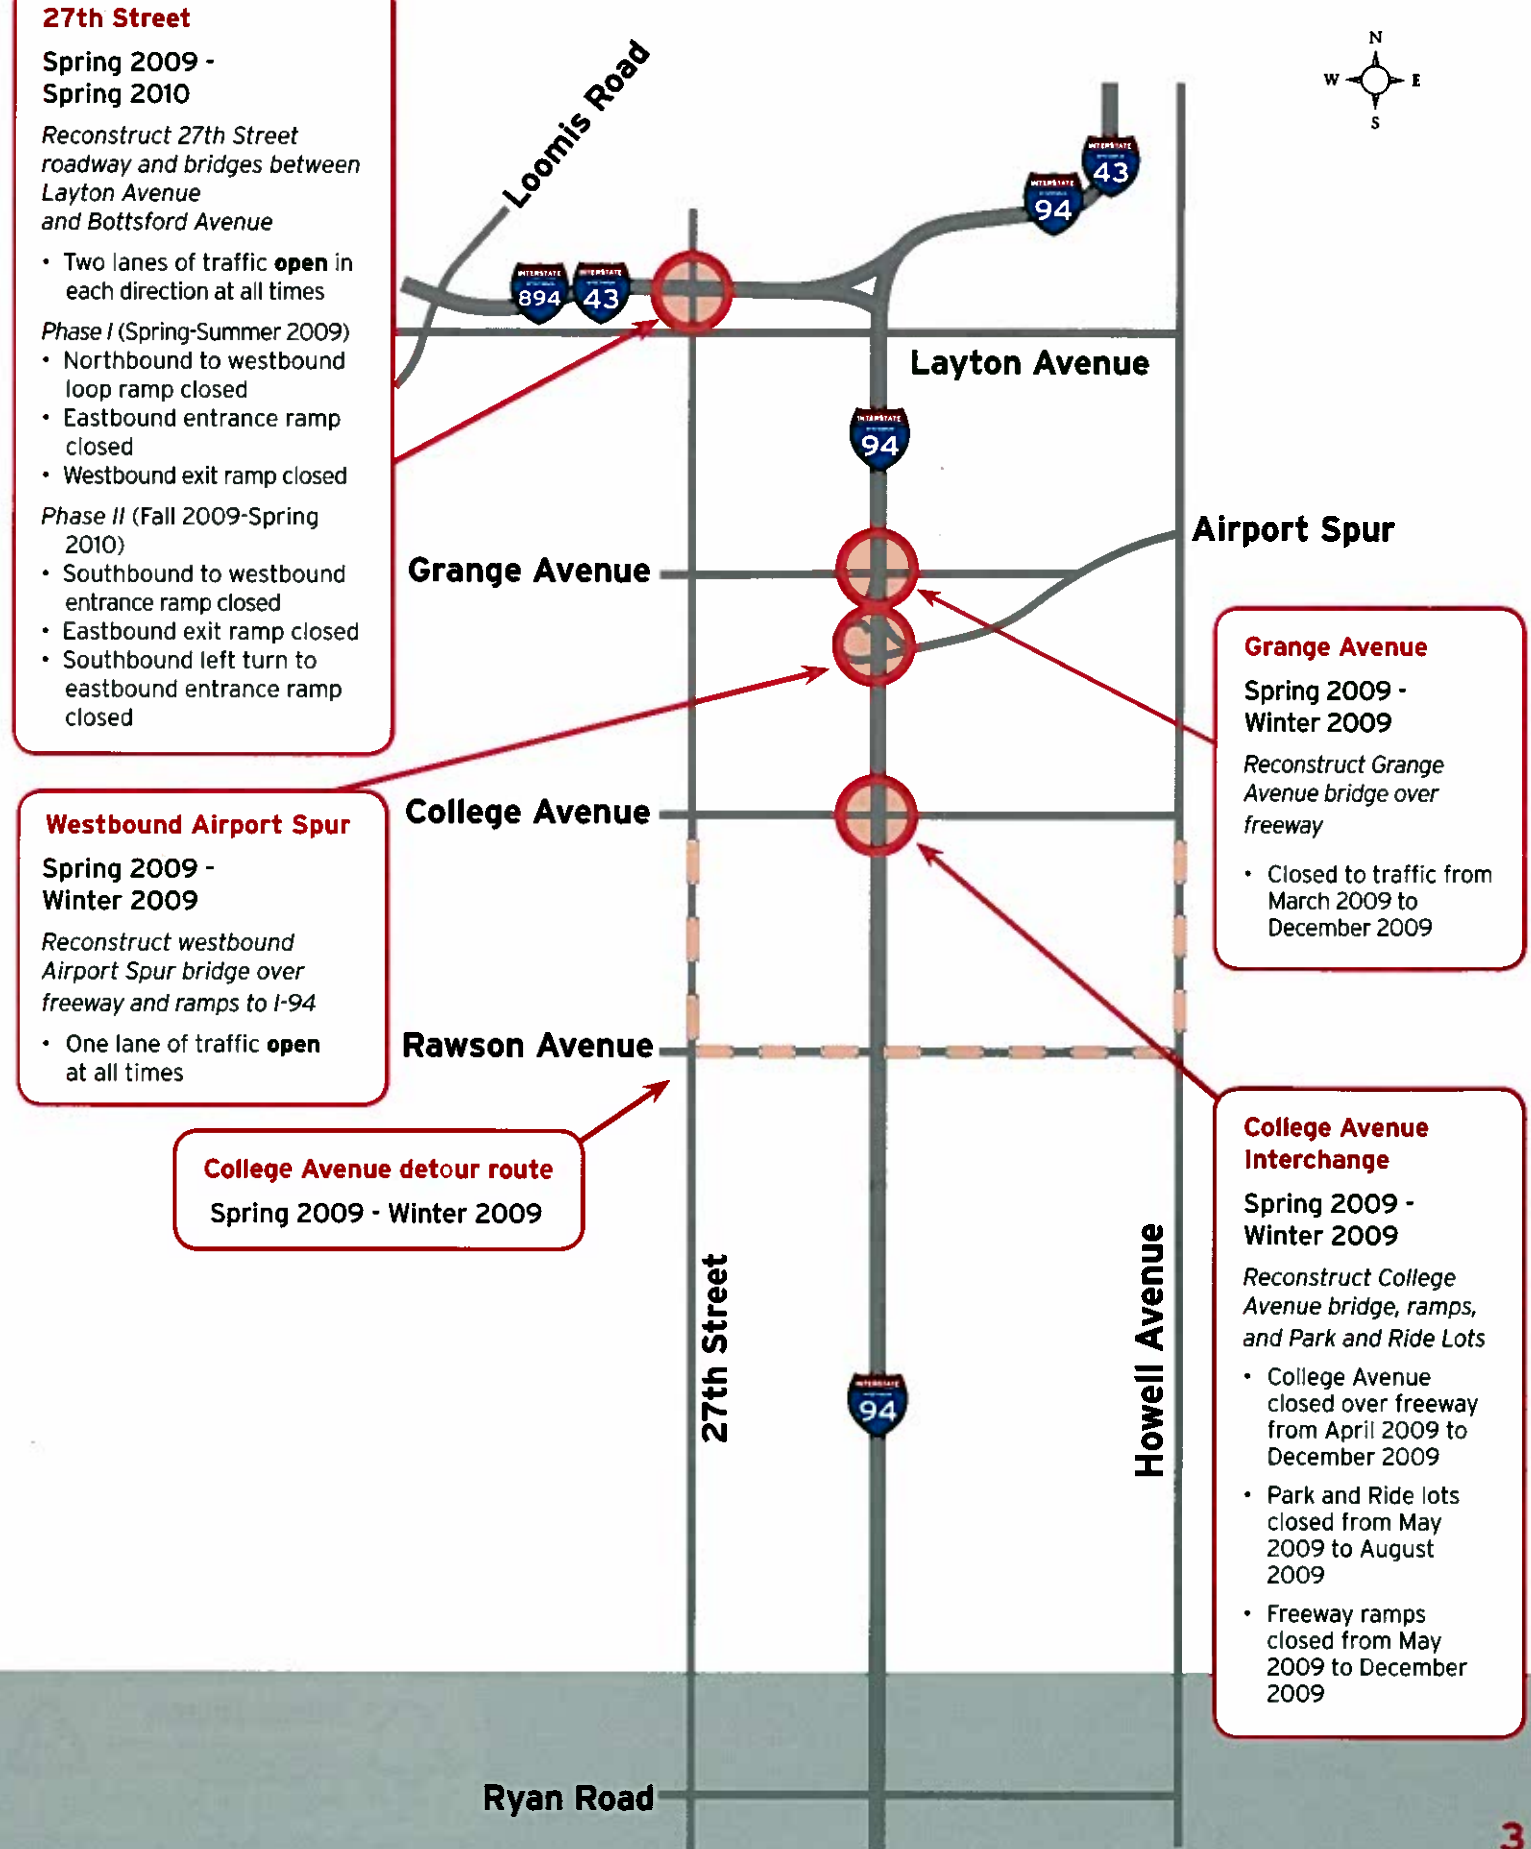 27th Street
Spring 2009 -
Spring 2010
Reconstruct 27th Street
roadway and bridges between
Layton Avenue
and Bottsford Avenue
• Two lanes of traffic open in
each direction at all times
Phase I (Spring-Summer 2009)
• Northbound to westbound
loop ramp closed
• Eastbound entrance ramp
closed
• Westbound exit ramp closed
Phase II (Fall 2009-Spring
2010)
• Southbound to westbound
entrance ramp closed
• Eastbound exit ramp closed
• Southbound left turn to
eastbound entrance ramp
closed
Westbound Airport Spur
Spring 2009 -
Winter 2009
Reconstruct westbound
Airport Spur bridge over
freeway and ramps to I-94
• One lane of traffic open
at all times
College Avenue detour route
Spring 2009 - Winter 2009
Loomis Road
N
W E
S
INTERSTATE
43
INTERSTATE
94
INTERSTATE
894
INTERSTATE
43
Layton Avenue
INTERSTATE
94
Airport Spur
Grange Avenue
College Avenue
Rawson Avenue
27th Street
INTERSTATE
94
Howell Avenue
Ryan Road
Grange Avenue
Spring 2009 -
Winter 2009
Reconstruct Grange
Avenue bridge over
freeway
• Closed to traffic from
March 2009 to
December 2009
College Avenue
Interchange
Spring 2009 -
Winter 2009
Reconstruct College
Avenue bridge, ramps,
and Park and Ride Lots
• College Avenue
closed over freeway
from April 2009 to
December 2009
• Park and Ride lots
closed from May
2009 to August
2009
• Freeway ramps
closed from May
2009 to December
2009
3